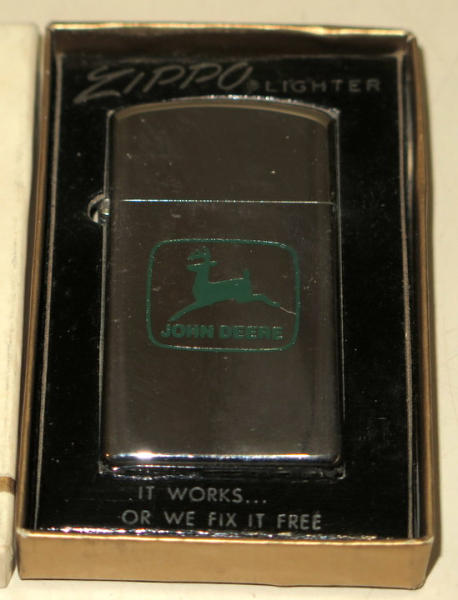 ZIPPO LIGHTER
JOHN DEERE
IT WORKS...
OR WE FIX IT FREE